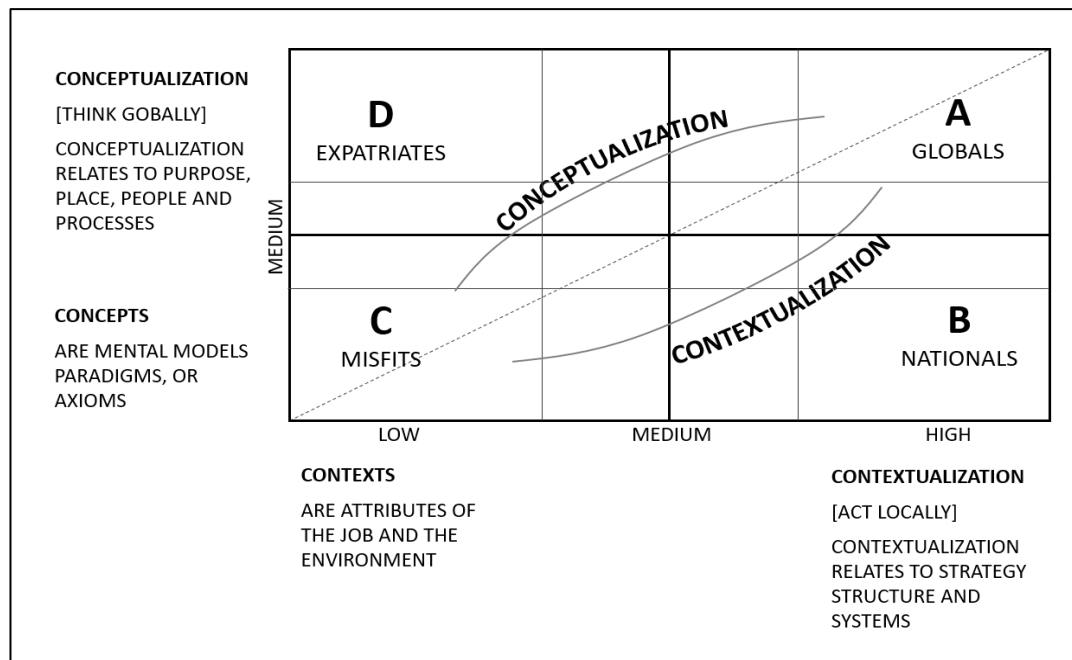 CONCEPTUALIZATION
[THINK GOBALLY]
CONCEPTUALIZATION
RELATES TO PURPOSE,
PLACE, PEOPLE AND
PROCESSES
CONCEPTS
ARE MENTAL MODELS
PARADIGMS, OR
AXIOMS
MEDIUM
D
EXPATRIATES
CONCEPTUALIZATION
A
GLOBALS
C
MISFITS
CONTEXTUALIZATION
B
NATIONALS
LOW
MEDIUM
HIGH
CONTEXTS
ARE ATTRIBUTES OF
THE JOB AND THE
ENVIRONMENT
CONTEXTUALIZATION
[ACT LOCALLY]
CONTEXTUALIZATION
RELATES TO STRATEGY
STRUCTURE AND
SYSTEMS